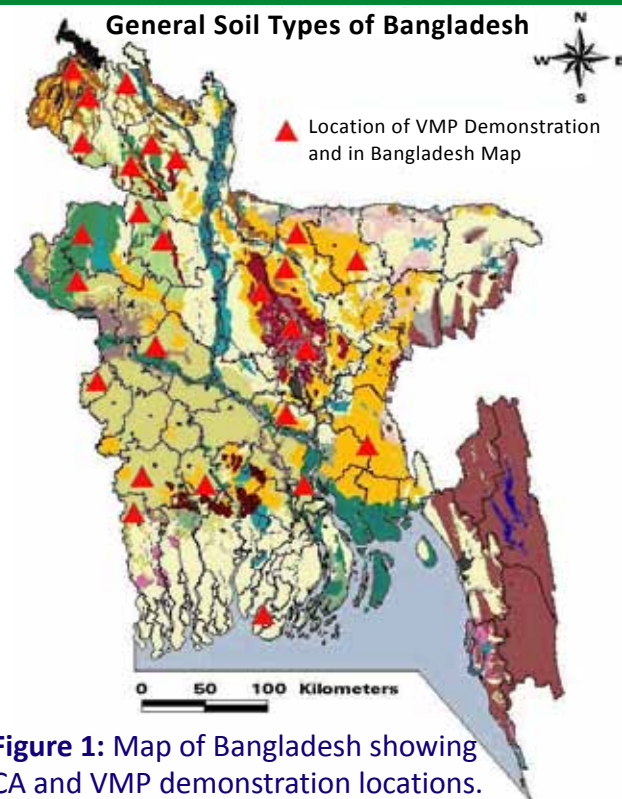 General Soil Types of Bangladesh
N
W E
S
Location of VMP Demonstration
and in Bangladesh Map
0 50 100 Kilometers
Figure 1: Map of Bangladesh showing
CA and VMP demonstration locations.